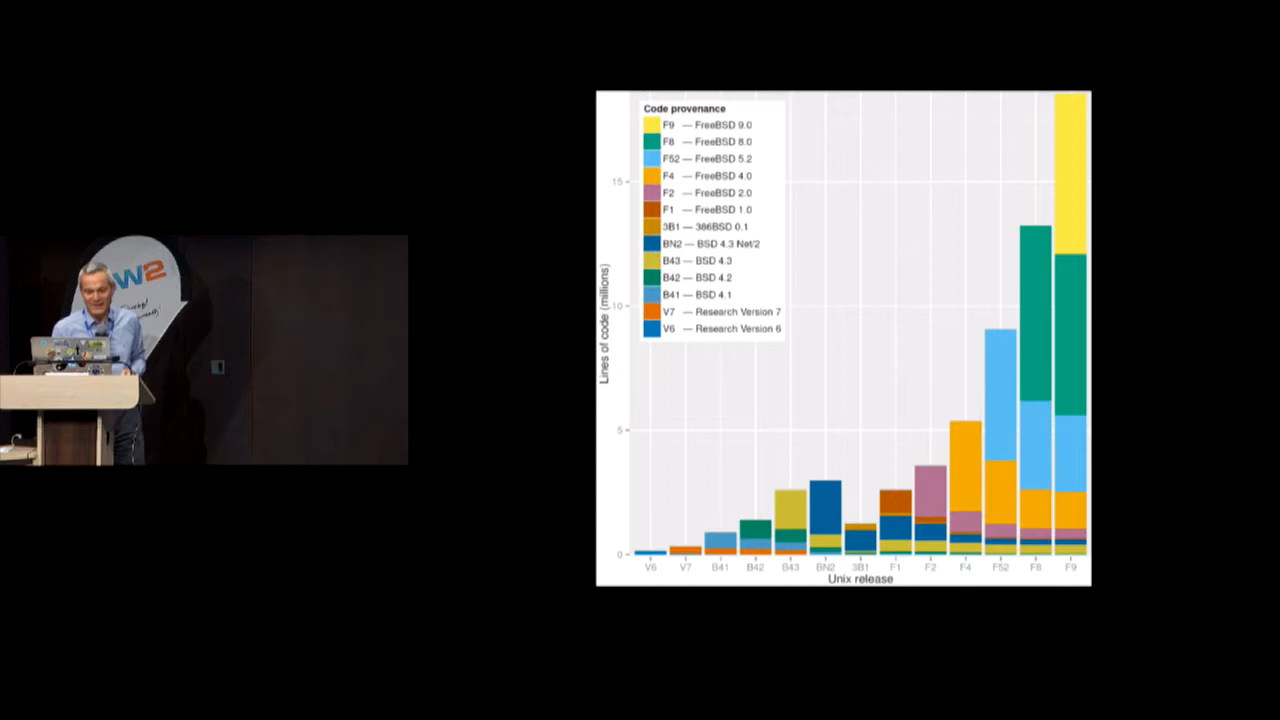 W2
Code provenance
F9 — FreeBSD 9.0
F8 — FreeBSD 8.0
F52 — FreeBSD 5.2
F4 — FreeBSD 4.0
F2 — FreeBSD 2.0
F1 — FreeBSD 1.0
3B1 — 386BSD 0.1
BN2 — BSD 4.3 Net/2
B43 — BSD 4.3
B42 — BSD 4.2
B41 — BSD 4.1
V7 — Research Version 7
V6 — Research Version 6
Lines of code (millions)
15
10
5
0
V6 V7 B41 B42 B43 BN2 3B1 F1 F2 F4 F52 F8 F9
Unix release